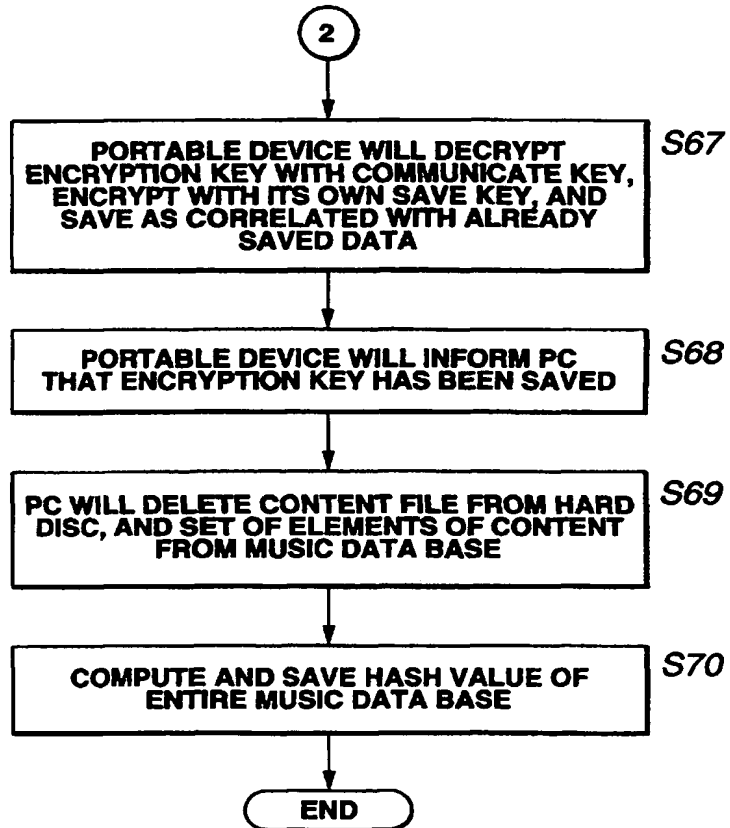 2
S67
PORTABLE DEVICE WILL DECRYPT
ENCRYPTION KEY WITH COMMUNICATE KEY,
ENCRYPT WITH ITS OWN SAVE KEY, AND
SAVE AS CORRELATED WITH ALREADY
SAVED DATA
S68
PORTABLE DEVICE WILL INFORM PC
THAT ENCRYPTION KEY HAS BEEN SAVED
S69
PC WILL DELETE CONTENT FILE FROM HARD
DISC, AND SET OF ELEMENTS OF CONTENT
FROM MUSIC DATA BASE
S70
COMPUTE AND SAVE HASH VALUE OF
ENTIRE MUSIC DATA BASE
END